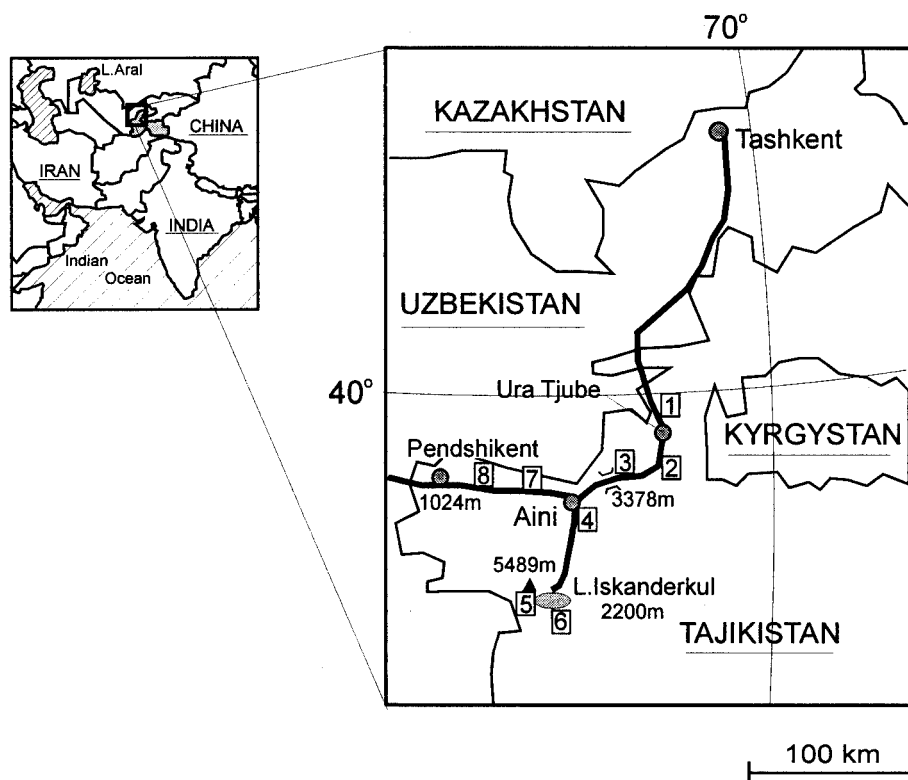 70°
L.Aral
CHINA
IRAN
INDIA
Indian
Ocean
KAZAKHSTAN
Tashkent
UZBEKISTAN
Ura Tjube
40°
1
KYRGYSTAN
Pendshikent
8
7
3
2
1024m
3378m
Aini
4
5489m
L.Iskanderkul
5
2200m
6
TAJIKISTAN
100 km